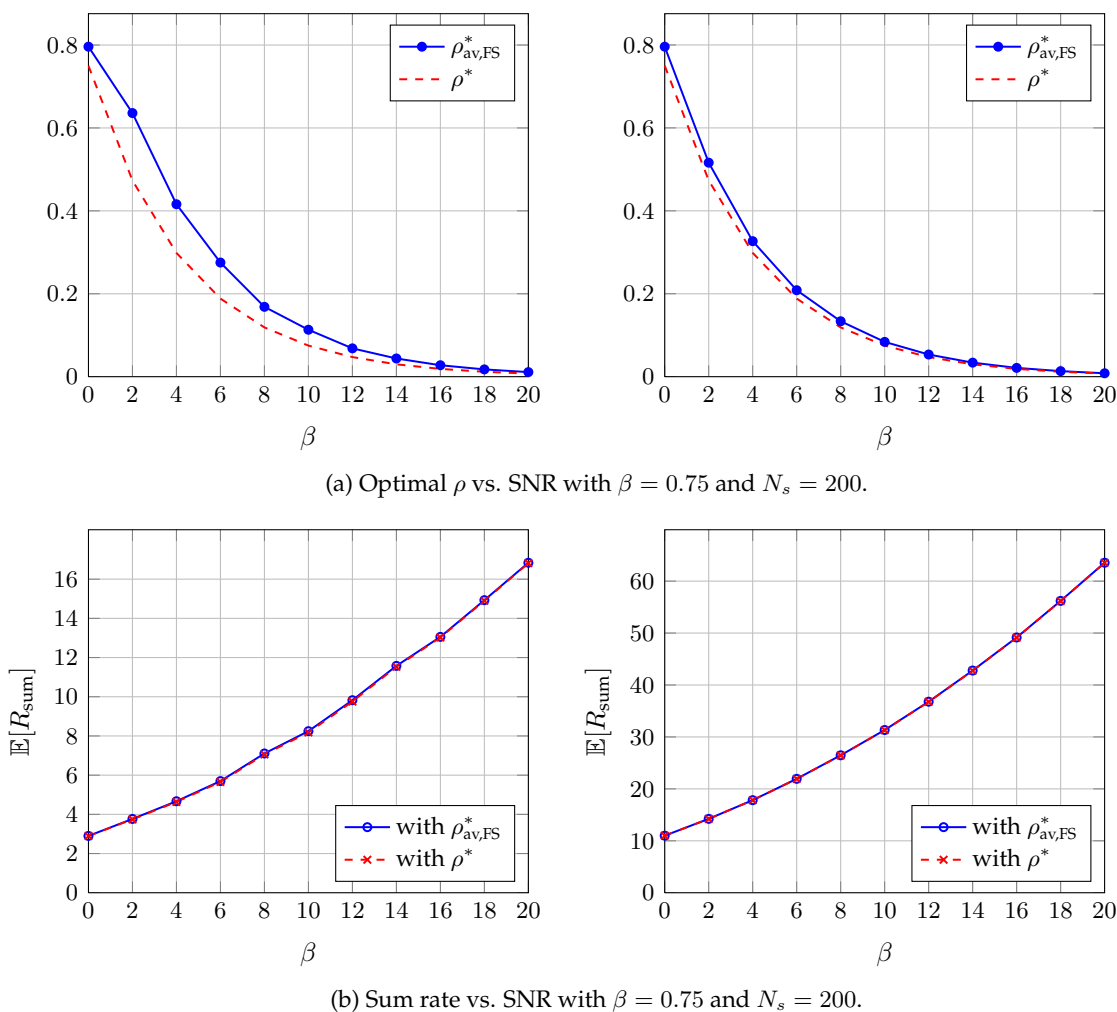 0.8
0.6
0.4
0.2
0
0 2 4 6 8 10 12 14 16 18 20
β
ρ*av,FS
ρ*
0.8
0.6
0.4
0.2
0
0 2 4 6 8 10 12 14 16 18 20
β
ρ*av,FS
ρ*
(a) Optimal ρ vs. SNR with β = 0.75 and Ns = 200.
16
14
12
10
8
6
4
2
0
0 2 4 6 8 10 12 14 16 18 20
𝔼[Rsum]
β
with ρ*av,FS
with ρ*
60
50
40
30
20
10
0
0 2 4 6 8 10 12 14 16 18 20
𝔼[Rsum]
β
with ρ*av,FS
with ρ*
(b) Sum rate vs. SNR with β = 0.75 and Ns = 200.